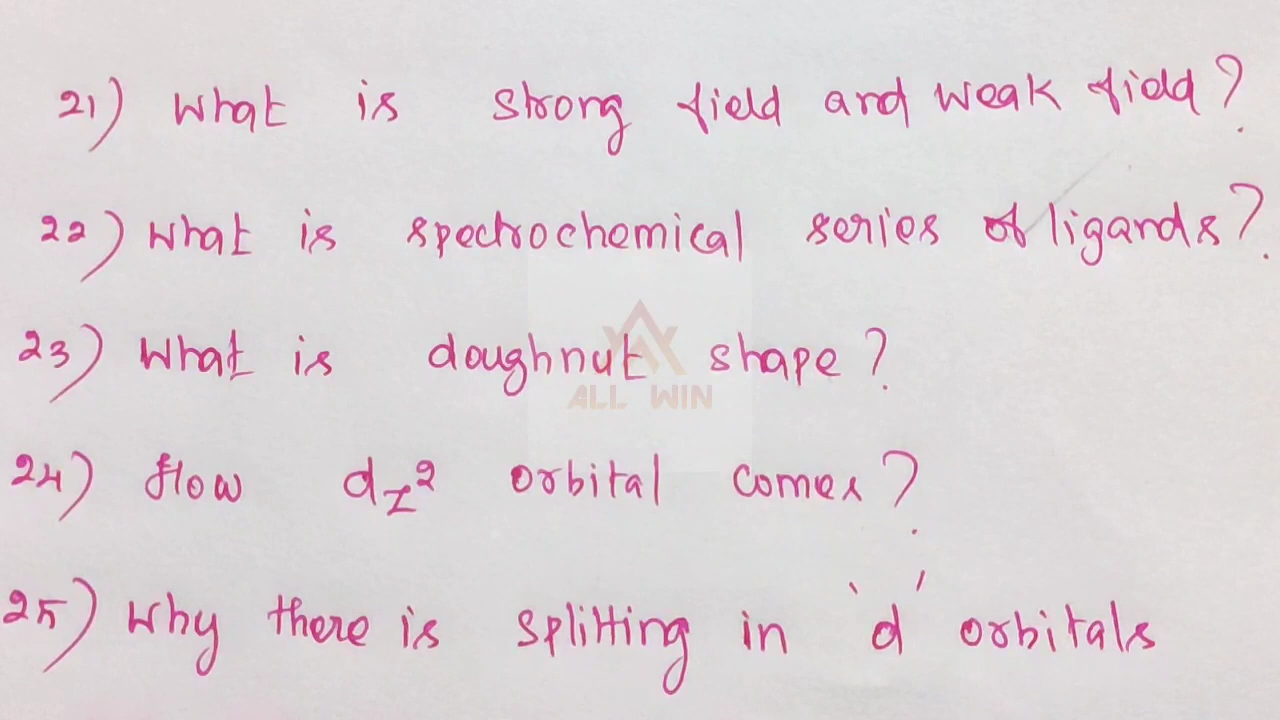 21) What is strong field and weak field?
22) What is spectrochemical series of ligands?
23) What is doughnut shape?
ALL WIN
24) How dz² orbital comes?
25) Why there is splitting in 'd' orbitals